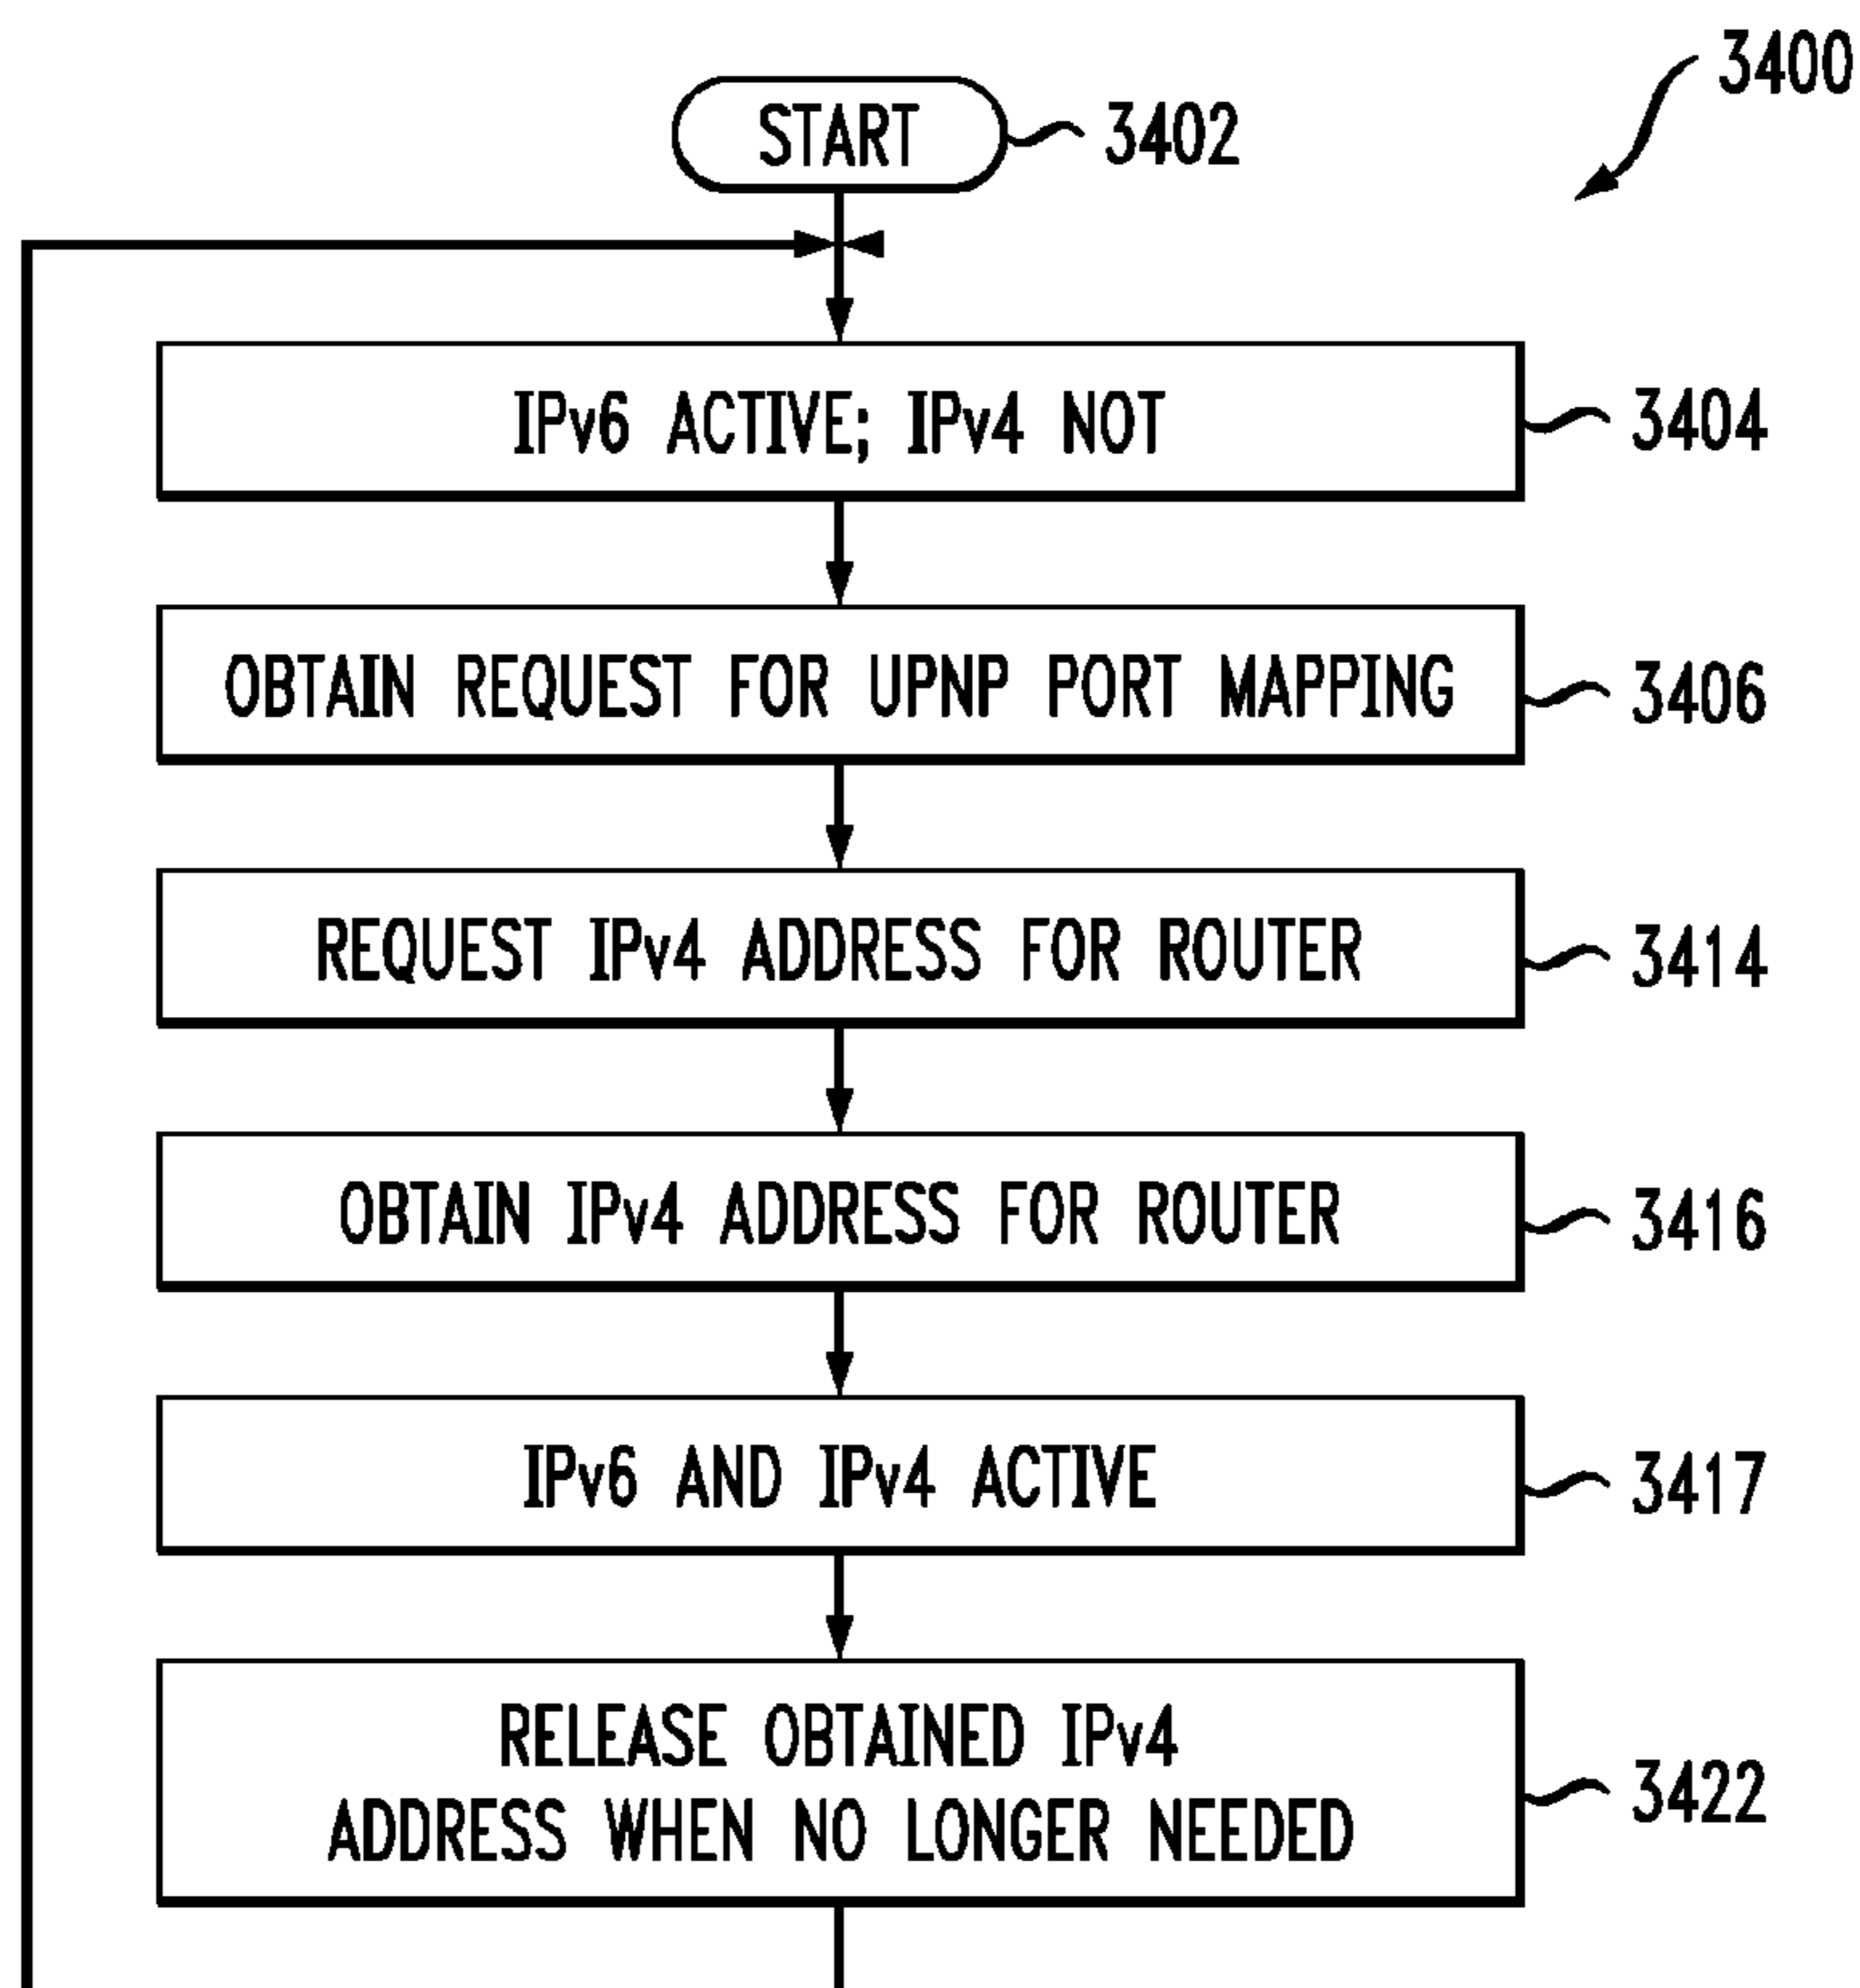 3400
START 3402
IPv6 ACTIVE; IPv4 NOT 3404
OBTAIN REQUEST FOR UPNP PORT MAPPING 3406
REQUEST IPv4 ADDRESS FOR ROUTER 3414
OBTAIN IPv4 ADDRESS FOR ROUTER 3416
IPv6 AND IPv4 ACTIVE 3417
RELEASE OBTAINED IPv4
ADDRESS WHEN NO LONGER NEEDED 3422